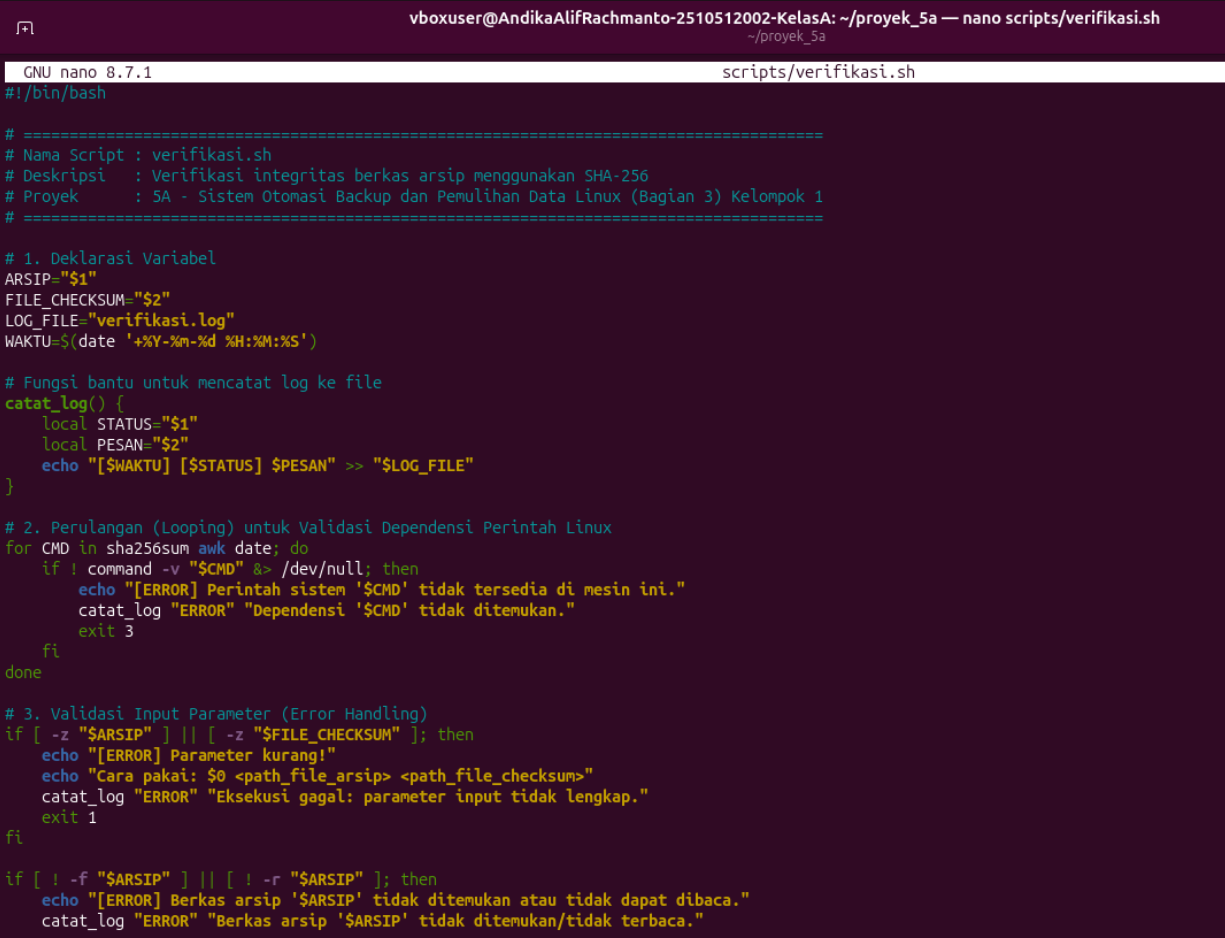 vboxuser@AndikaAlifRachmanto-2510512002-KelasA: ~/proyek_5a — nano scripts/verifikasi.sh
~/proyek_5a
GNU nano 8.7.1 scripts/verifikasi.sh
#!/bin/bash
# =======================================================================================
# Nama Script : verifikasi.sh
# Deskripsi   : Verifikasi integritas berkas arsip menggunakan SHA-256
# Proyek      : 5A - Sistem Otomasi Backup dan Pemulihan Data Linux (Bagian 3) Kelompok 1
# =======================================================================================
# 1. Deklarasi Variabel
ARSIP="$1"
FILE_CHECKSUM="$2"
LOG_FILE="verifikasi.log"
WAKTU=$(date '+%Y-%m-%d %H:%M:%S')
# Fungsi bantu untuk mencatat log ke file
catat_log() {
    local STATUS="$1"
    local PESAN="$2"
    echo "[$WAKTU] [$STATUS] $PESAN" >> "$LOG_FILE"
}
# 2. Perulangan (Looping) untuk Validasi Dependensi Perintah Linux
for CMD in sha256sum awk date; do
    if ! command -v "$CMD" &> /dev/null; then
        echo "[ERROR] Perintah sistem '$CMD' tidak tersedia di mesin ini."
        catat_log "ERROR" "Dependensi '$CMD' tidak ditemukan."
        exit 3
    fi
done
# 3. Validasi Input Parameter (Error Handling)
if [ -z "$ARSIP" ] || [ -z "$FILE_CHECKSUM" ]; then
    echo "[ERROR] Parameter kurang!"
    echo "Cara pakai: $0 <path_file_arsip> <path_file_checksum>"
    catat_log "ERROR" "Eksekusi gagal: parameter input tidak lengkap."
    exit 1
fi
if [ ! -f "$ARSIP" ] || [ ! -r "$ARSIP" ]; then
    echo "[ERROR] Berkas arsip '$ARSIP' tidak ditemukan atau tidak dapat dibaca."
    catat_log "ERROR" "Berkas arsip '$ARSIP' tidak ditemukan/tidak terbaca."